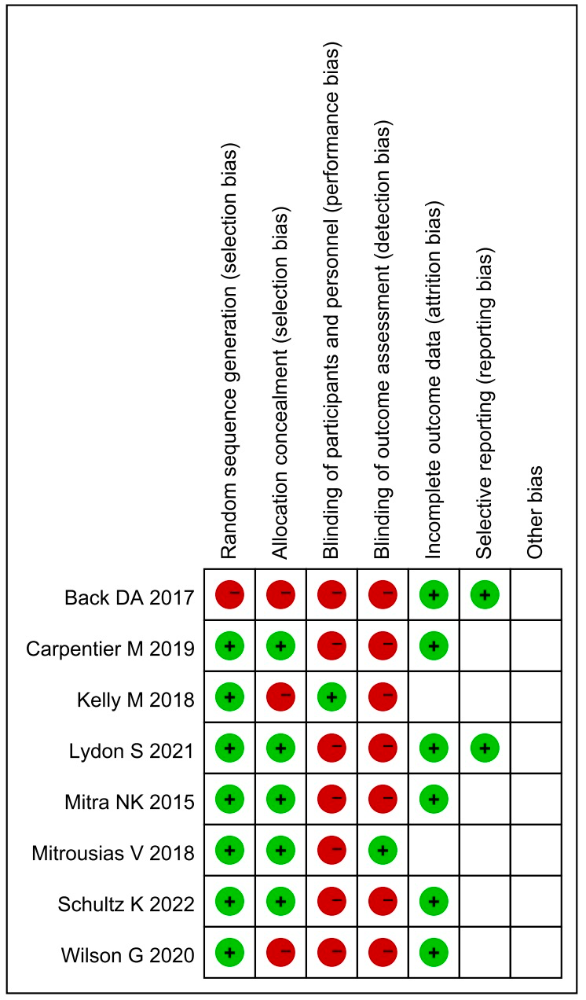 Random sequence generation (selection bias)
Allocation concealment (selection bias)
Blinding of participants and personnel (performance bias)
Blinding of outcome assessment (detection bias)
Incomplete outcome data (attrition bias)
Selective reporting (reporting bias)
Other bias
Back DA 2017 - - - - + +
Carpentier M 2019 + + - - +
Kelly M 2018 + - + -
Lydon S 2021 + + - - + +
Mitra NK 2015 + + - - +
Mitrousias V 2018 + + - +
Schultz K 2022 + + - - +
Wilson G 2020 + - - - +